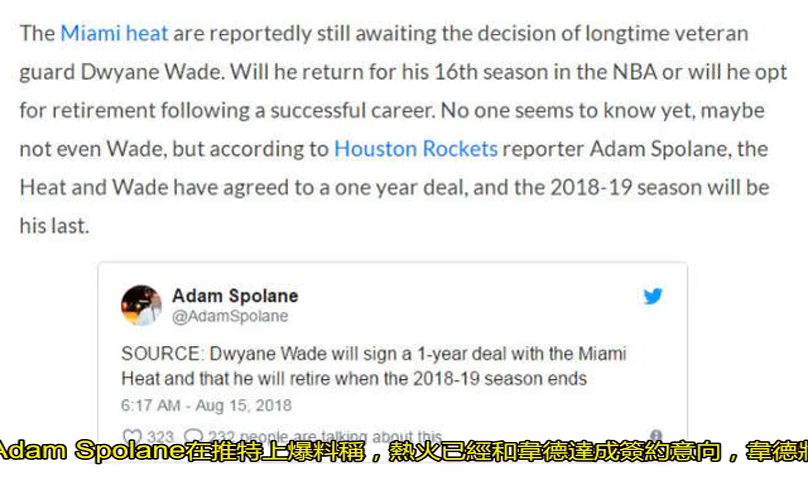 The Miami heat are reportedly still awaiting the decision of longtime veteran
guard Dwyane Wade. Will he return for his 16th season in the NBA or will he opt
for retirement following a successful career. No one seems to know yet, maybe
not even Wade, but according to Houston Rockets reporter Adam Spolane, the
Heat and Wade have agreed to a one year deal, and the 2018-19 season will be
his last.
Adam Spolane
@AdamSpolane
SOURCE: Dwyane Wade will sign a 1-year deal with the Miami
Heat and that he will retire when the 2018-19 season ends
6:17 AM - Aug 15, 2018
323 232 people are talking about this
Adam Spolane在推特上爆料稱，熱火已經和韋德達成簽約意向，韋德將